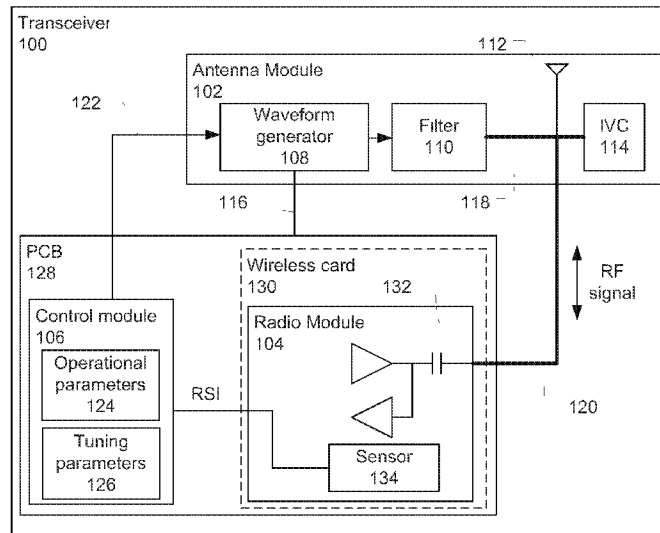 Transceiver
100
112
Antenna Module
102
122
Waveform
generator
108
Filter
110
IVC
114
116
118
PCB
128
Wireless card
130
132
RF
signal
Control module
106
Radio Module
104
Operational
parameters
124
RSI
120
Tuning
parameters
126
Sensor
134